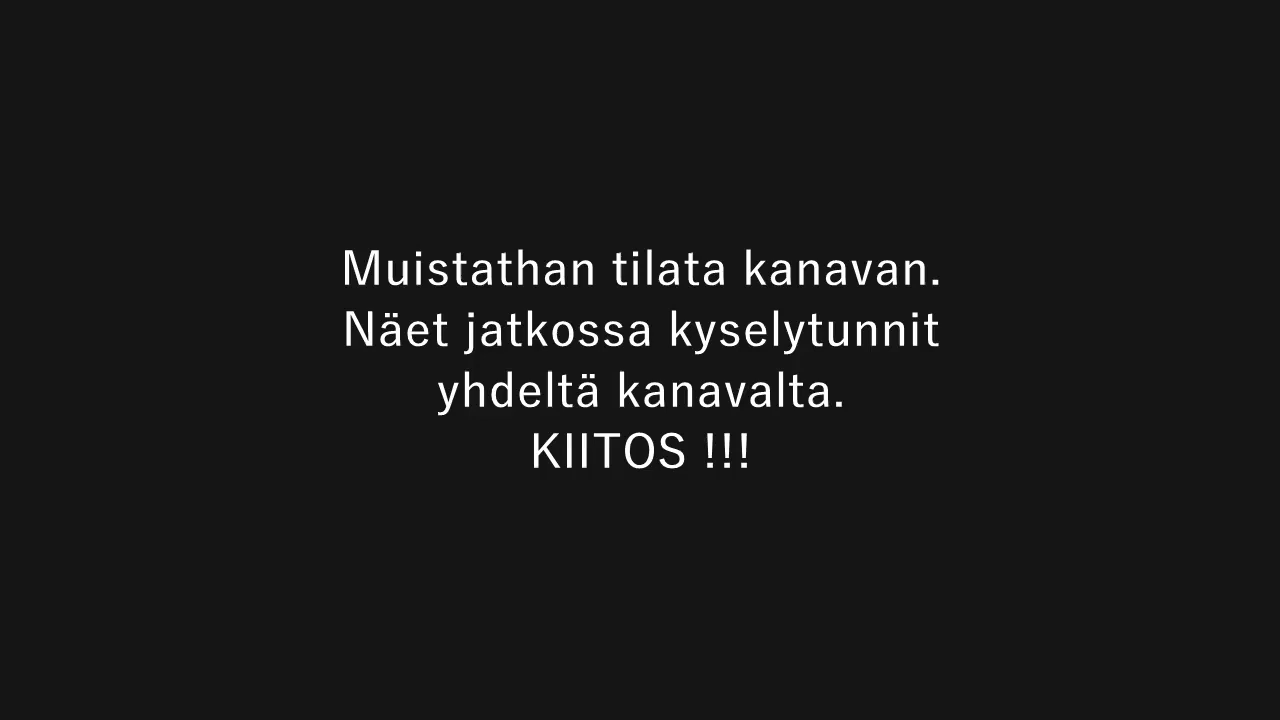 Muistathan tilata kanavan.
Näet jatkossa kyselytunnit
yhdeltä kanavalta.
KIITOS !!!